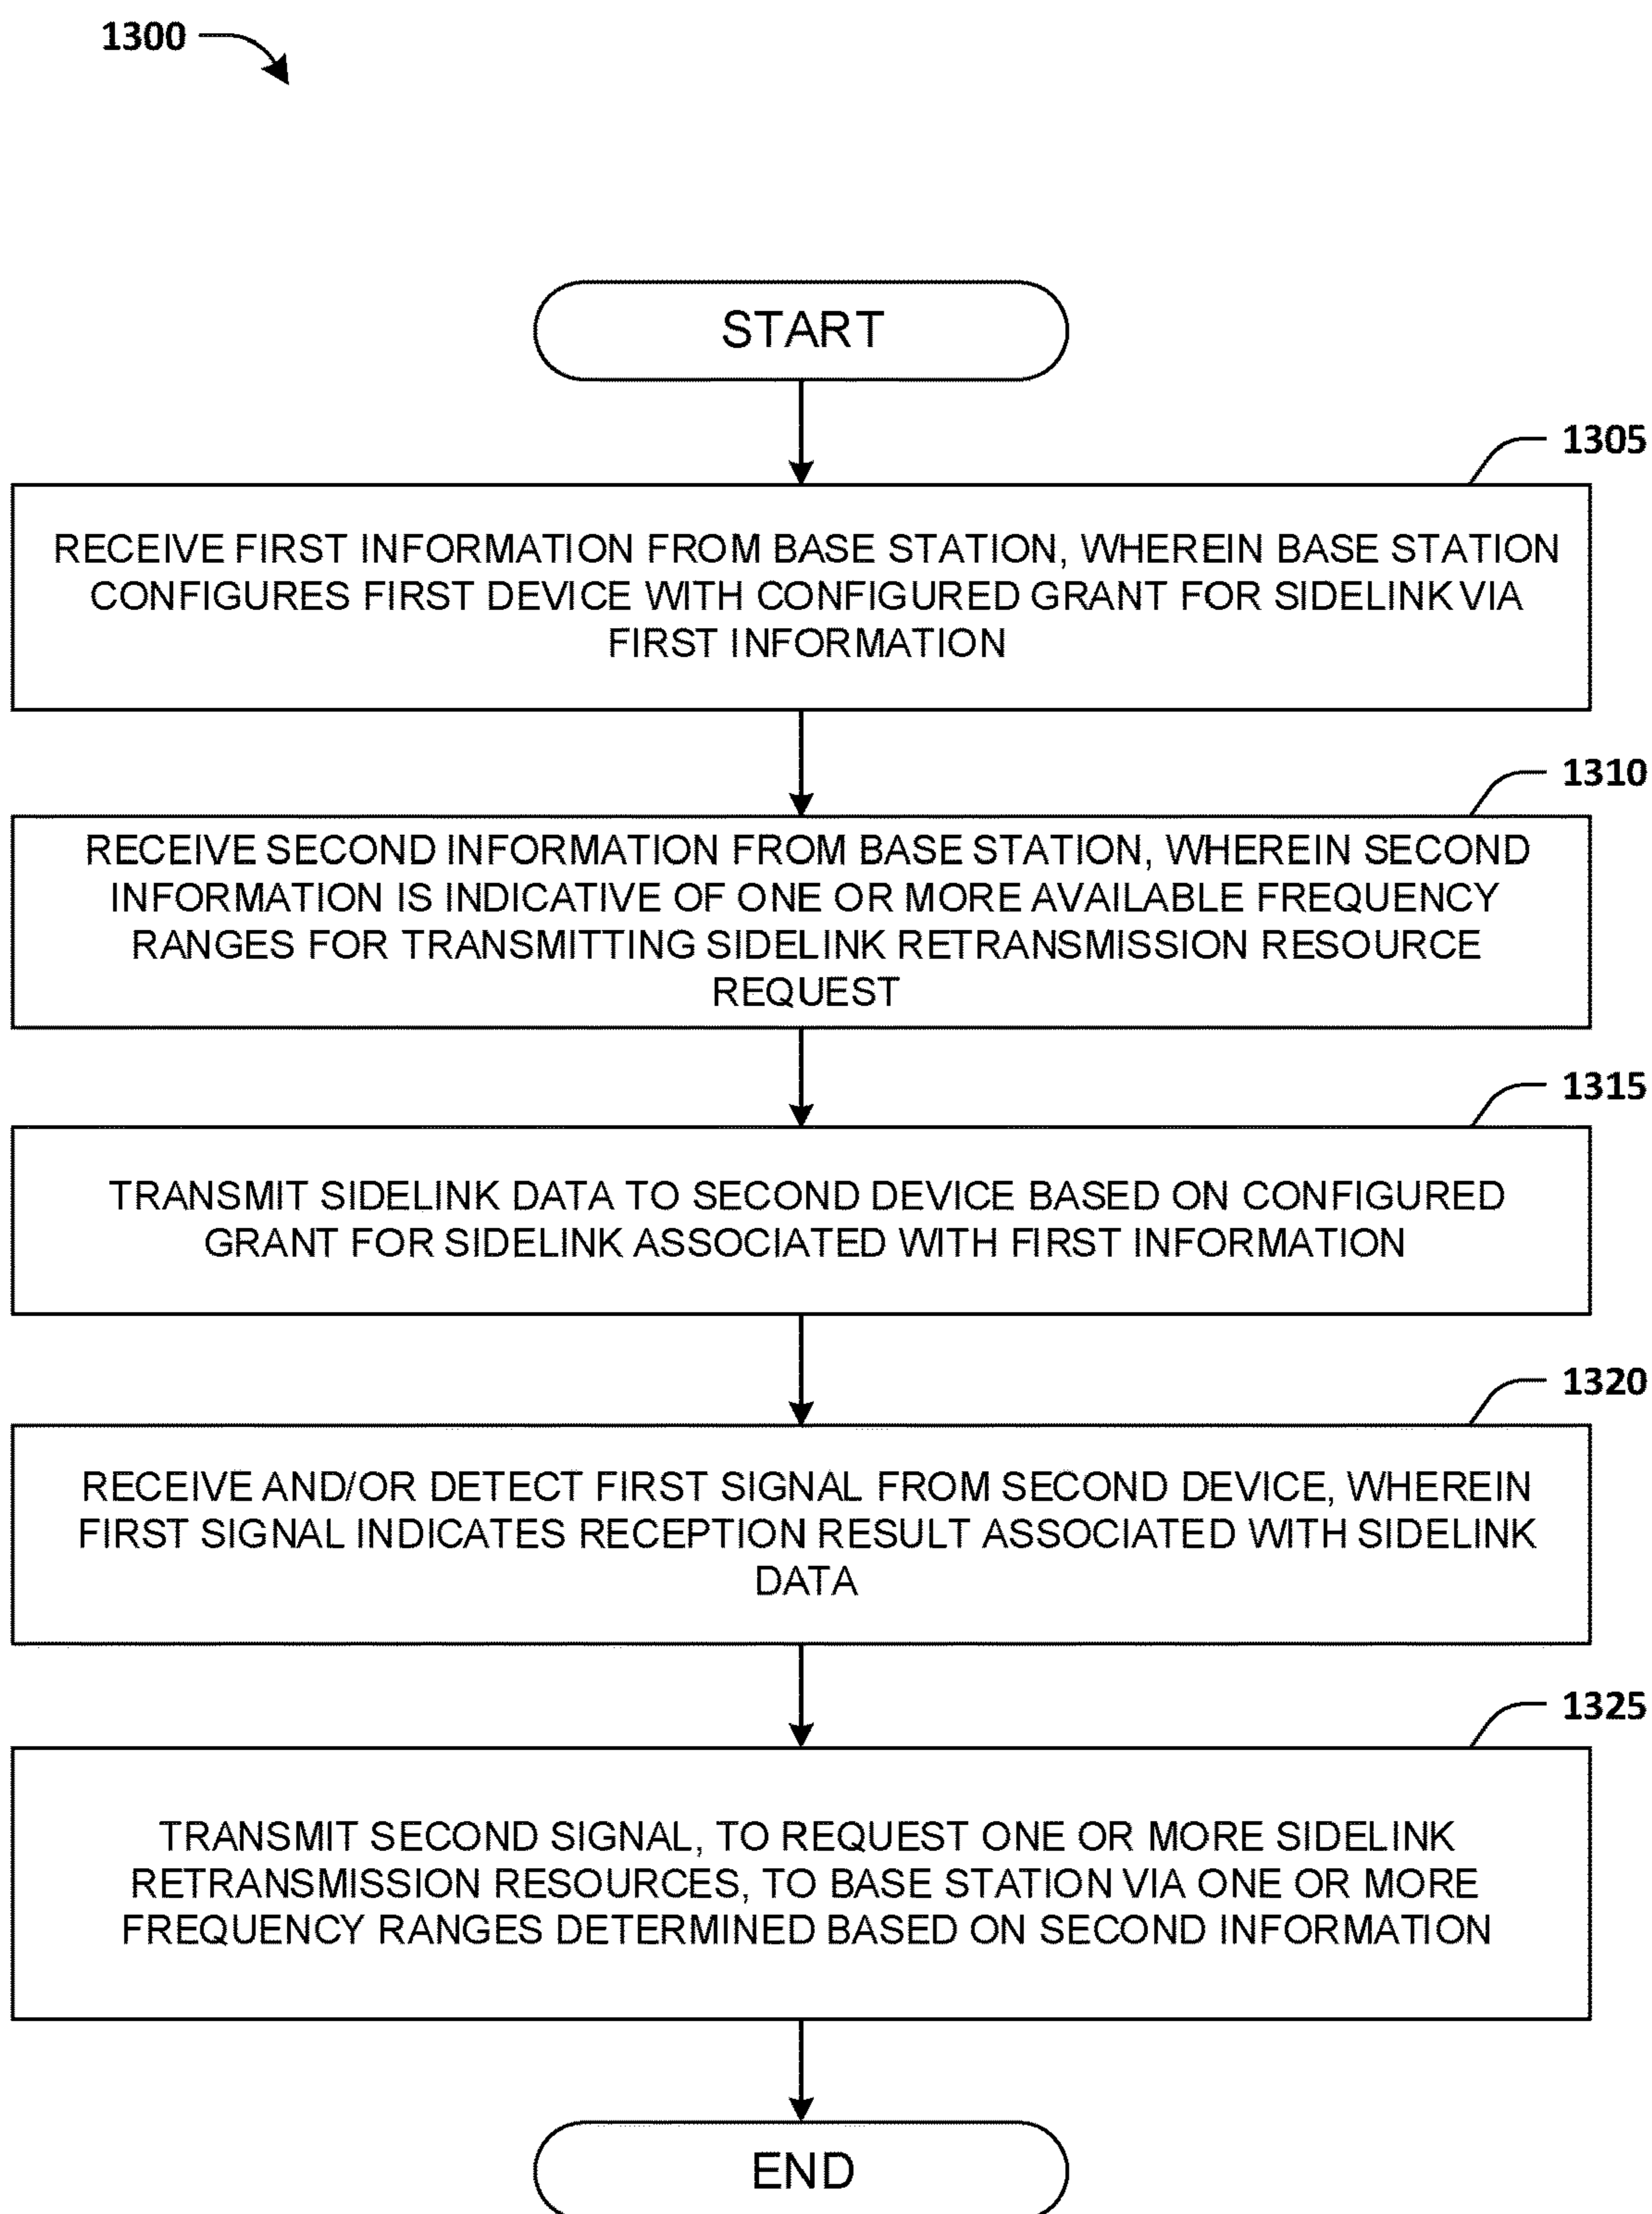 1300
START
1305
RECEIVE FIRST INFORMATION FROM BASE STATION, WHEREIN BASE STATION
CONFIGURES FIRST DEVICE WITH CONFIGURED GRANT FOR SIDELINK VIA
FIRST INFORMATION
1310
RECEIVE SECOND INFORMATION FROM BASE STATION, WHEREIN SECOND
INFORMATION IS INDICATIVE OF ONE OR MORE AVAILABLE FREQUENCY
RANGES FOR TRANSMITTING SIDELINK RETRANSMISSION RESOURCE
REQUEST
1315
TRANSMIT SIDELINK DATA TO SECOND DEVICE BASED ON CONFIGURED
GRANT FOR SIDELINK ASSOCIATED WITH FIRST INFORMATION
1320
RECEIVE AND/OR DETECT FIRST SIGNAL FROM SECOND DEVICE, WHEREIN
FIRST SIGNAL INDICATES RECEPTION RESULT ASSOCIATED WITH SIDELINK
DATA
1325
TRANSMIT SECOND SIGNAL, TO REQUEST ONE OR MORE SIDELINK
RETRANSMISSION RESOURCES, TO BASE STATION VIA ONE OR MORE
FREQUENCY RANGES DETERMINED BASED ON SECOND INFORMATION
END